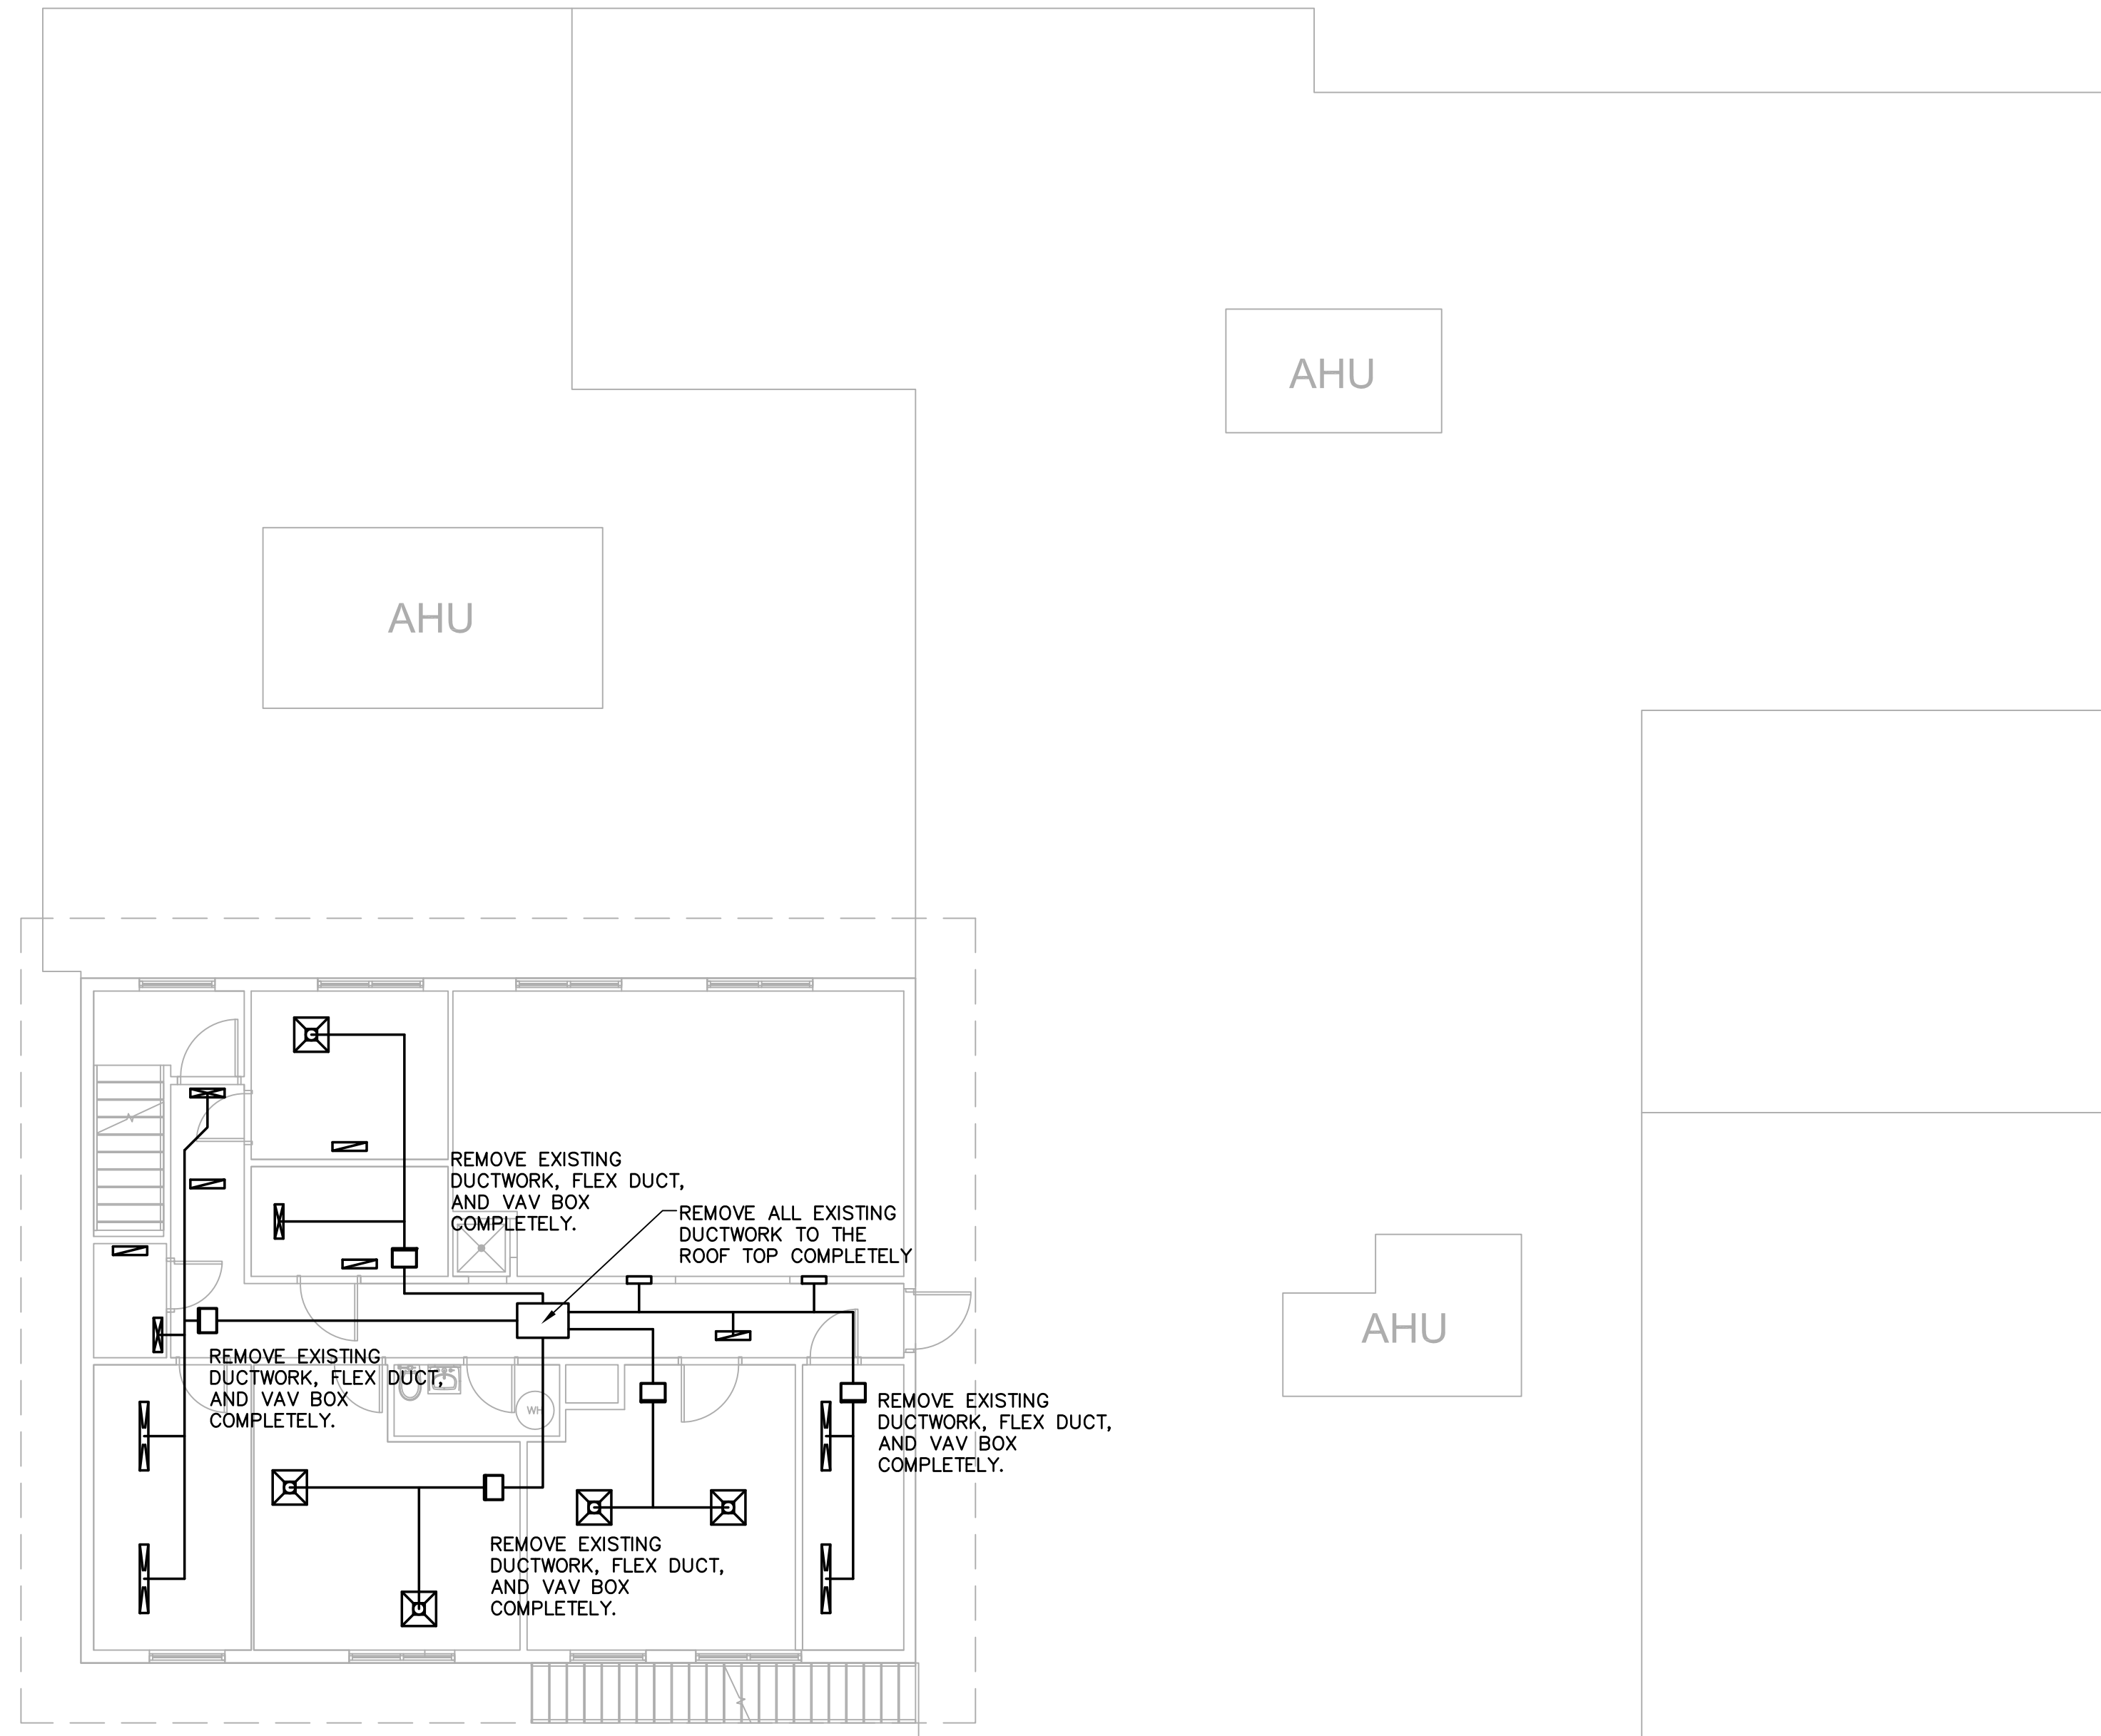 AHU
AHU
REMOVE EXISTING
DUCTWORK, FLEX DUCT,
AND VAV BOX
COMPLETELY.
REMOVE ALL EXISTING
DUCTWORK TO THE
ROOF TOP COMPLETELY
AHU
REMOVE EXISTING
DUCTWORK, FLEX DUCT,
AND VAV BOX
COMPLETELY.
WH
REMOVE EXISTING
DUCTWORK, FLEX DUCT,
AND VAV BOX
COMPLETELY.
REMOVE EXISTING
DUCTWORK, FLEX DUCT,
AND VAV BOX
COMPLETELY.